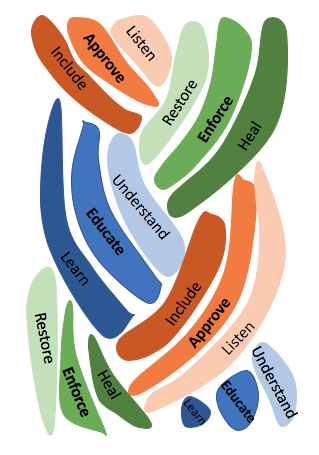 Include
Approve
Listen
Restore
Enforce
Heal
Learn
Educate
Understand
Include
Approve
Listen
Restore
Enforce
Heal
Learn
Educate
Understand